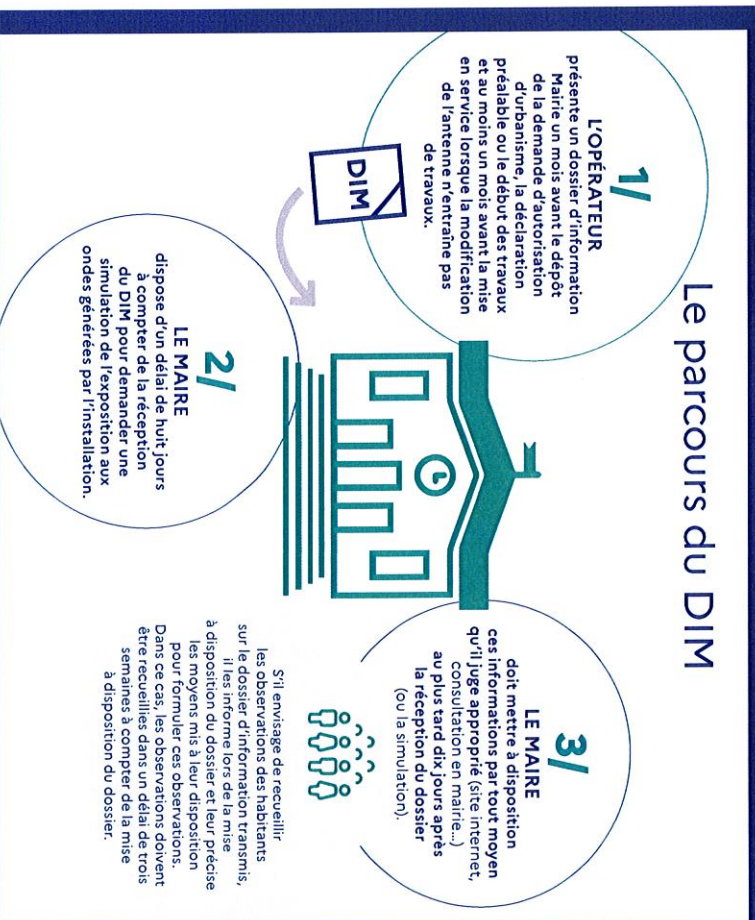 Le parcours du DIM
1/
L'OPÉRATEUR
présente un dossier d'information
Mairie un mois avant le dépôt
de la demande d'autorisation
d'urbanisme, la déclaration
préalable ou le début des travaux
et au moins un mois avant la mise
en service lorsque la modification
de l'antenne n'entraîne pas
de travaux.
DIM
2/
LE MAIRE
dispose d'un délai de huit jours
à compter de la réception
du DIM pour demander une
simulation de l'exposition aux
ondes générées par l'installation.
3/
LE MAIRE
doit mettre à disposition
ces informations par tout moyen
qu'il juge approprié (site internet,
consultation en mairie...)
au plus tard dix jours après
la réception du dossier
(ou la simulation).
S'il envisage de recueillir
les observations des habitants
sur le dossier d'information transmis,
il les informe lors de la mise
à disposition du dossier et leur précise
les moyens mis à leur disposition
pour formuler ces observations.
Dans ce cas, les observations doivent
être recueillies dans un délai de trois
semaines à compter de la mise
à disposition du dossier.